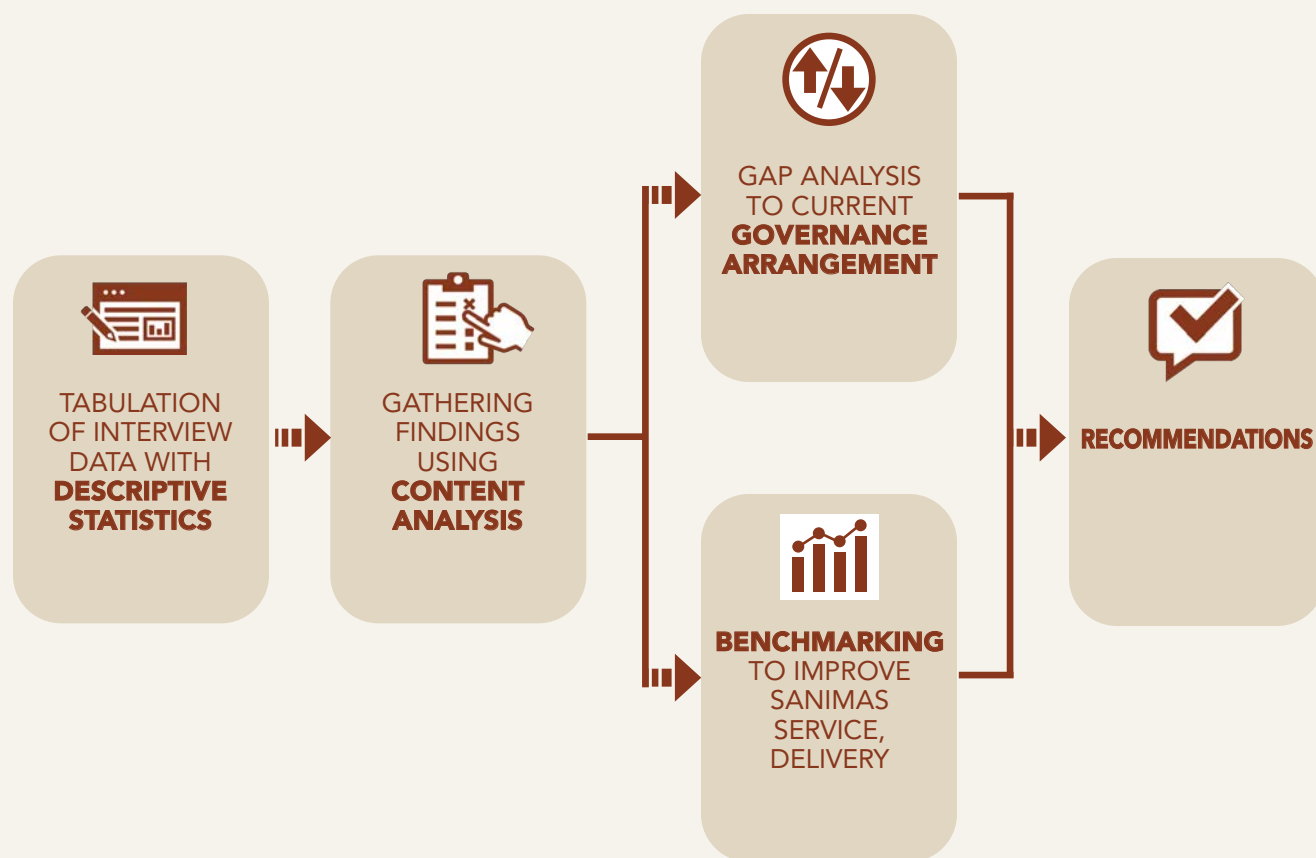 TABULATION
OF INTERVIEW
DATA WITH
DESCRIPTIVE
STATISTICS
GATHERING
FINDINGS
USING
CONTENT
ANALYSIS
GAP ANALYSIS
TO CURRENT
GOVERNANCE
ARRANGEMENT
BENCHMARKING
TO IMPROVE
SANIMAS
SERVICE,
DELIVERY
RECOMMENDATIONS